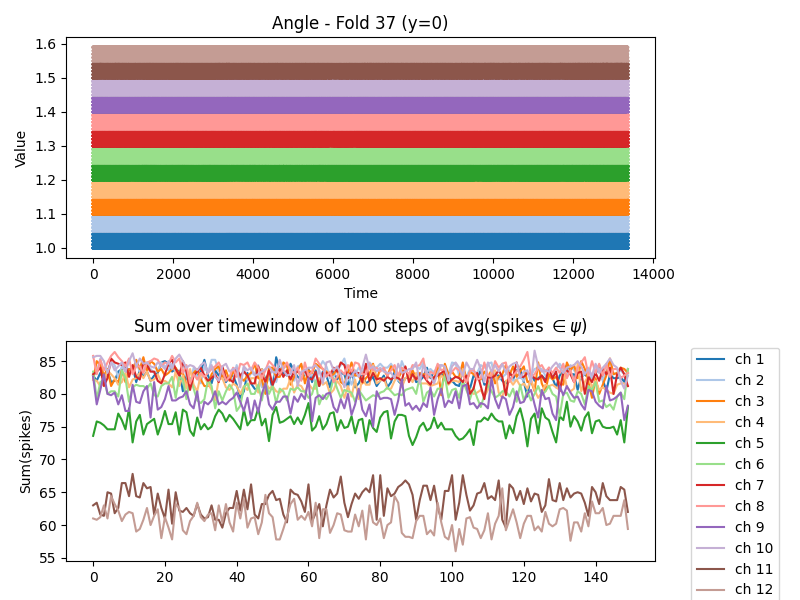 Angle - Fold 37 (y=0)
1.6
1.5
1.4
1.3
1.2
1.1
1.0
Value
0 2000 4000 6000 8000 10000 12000 14000
Time
Sum over timewindow of 100 steps of avg(spikes ∈ ψ)
85
80
75
70
65
60
55
Sum(spikes)
0 20 40 60 80 100 120 140
ch 1
ch 2
ch 3
ch 4
ch 5
ch 6
ch 7
ch 8
ch 9
ch 10
ch 11
ch 12